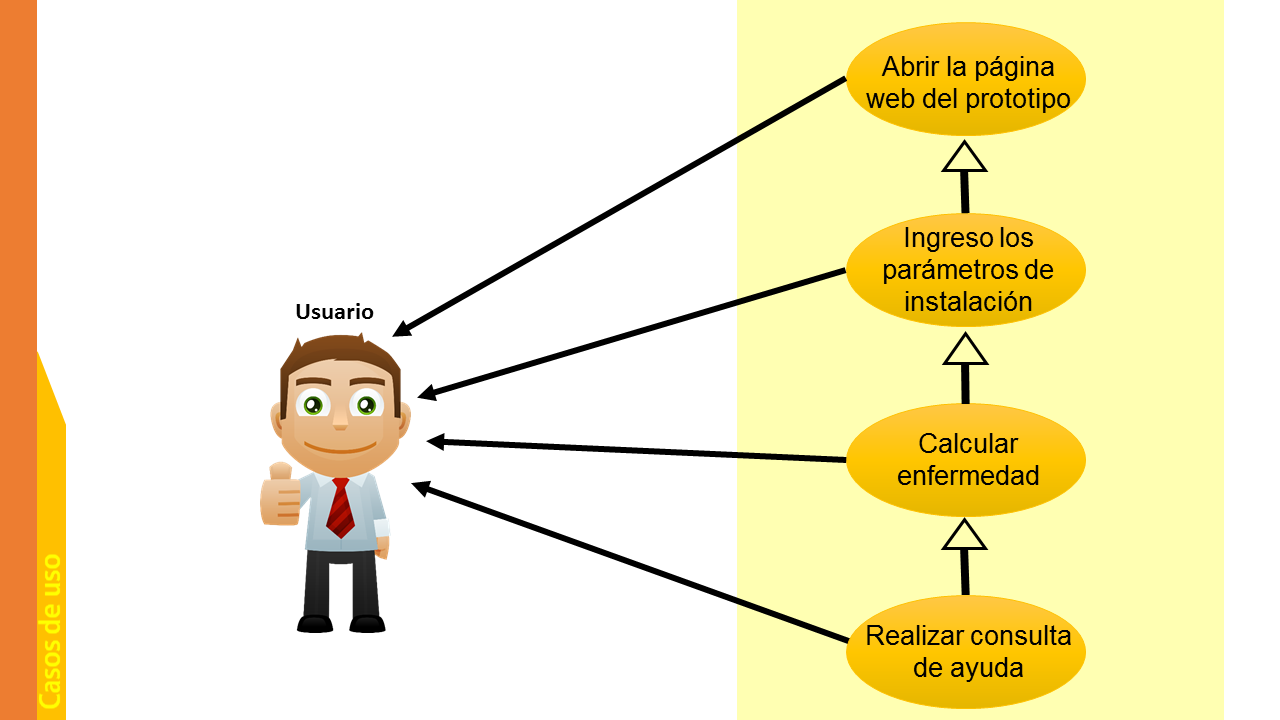 Casos de uso
Usuario
Abrir la página
web del prototipo
Ingreso los
parámetros de
instalación
Calcular
enfermedad
Realizar consulta
de ayuda